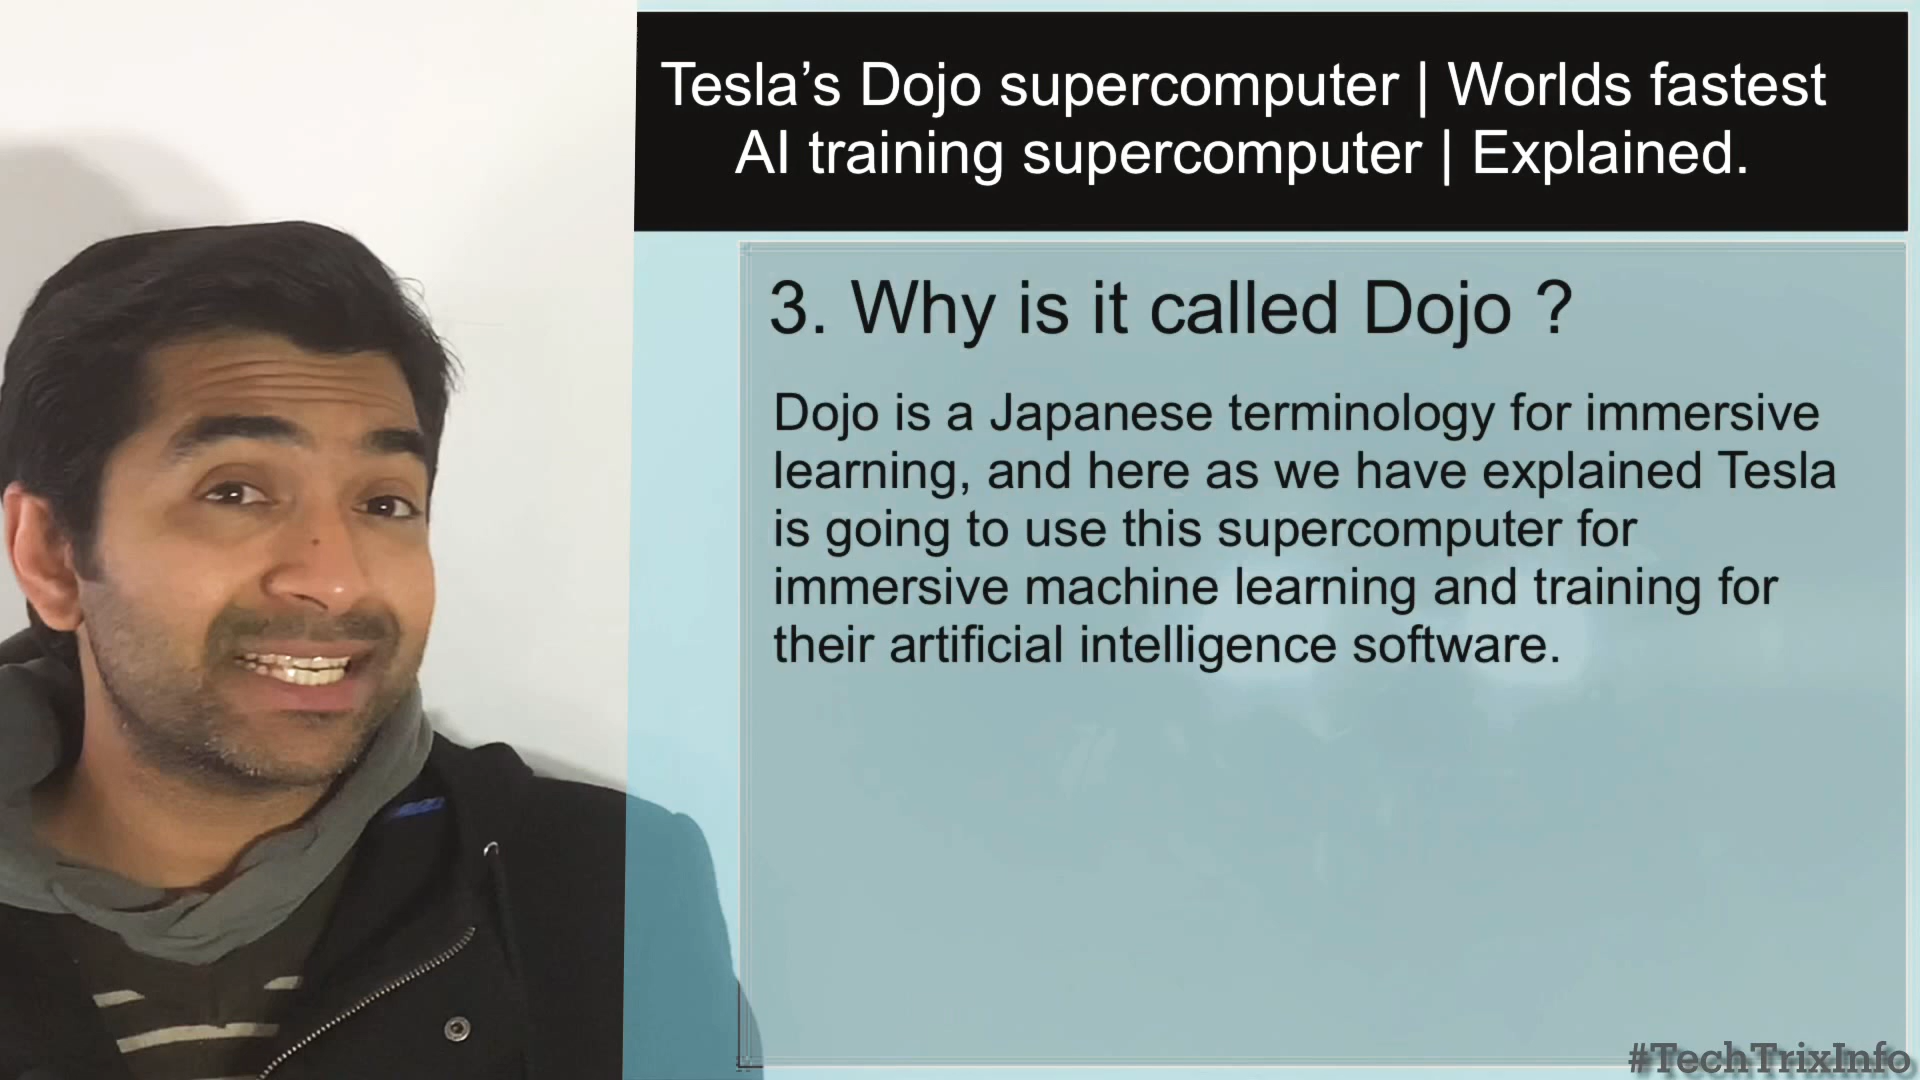 Tesla’s Dojo supercomputer | Worlds fastest
AI training supercomputer | Explained.
3. Why is it called Dojo ?
Dojo is a Japanese terminology for immersive
learning, and here as we have explained Tesla
is going to use this supercomputer for
immersive machine learning and training for
their artificial intelligence software.
#TechTrixInfo